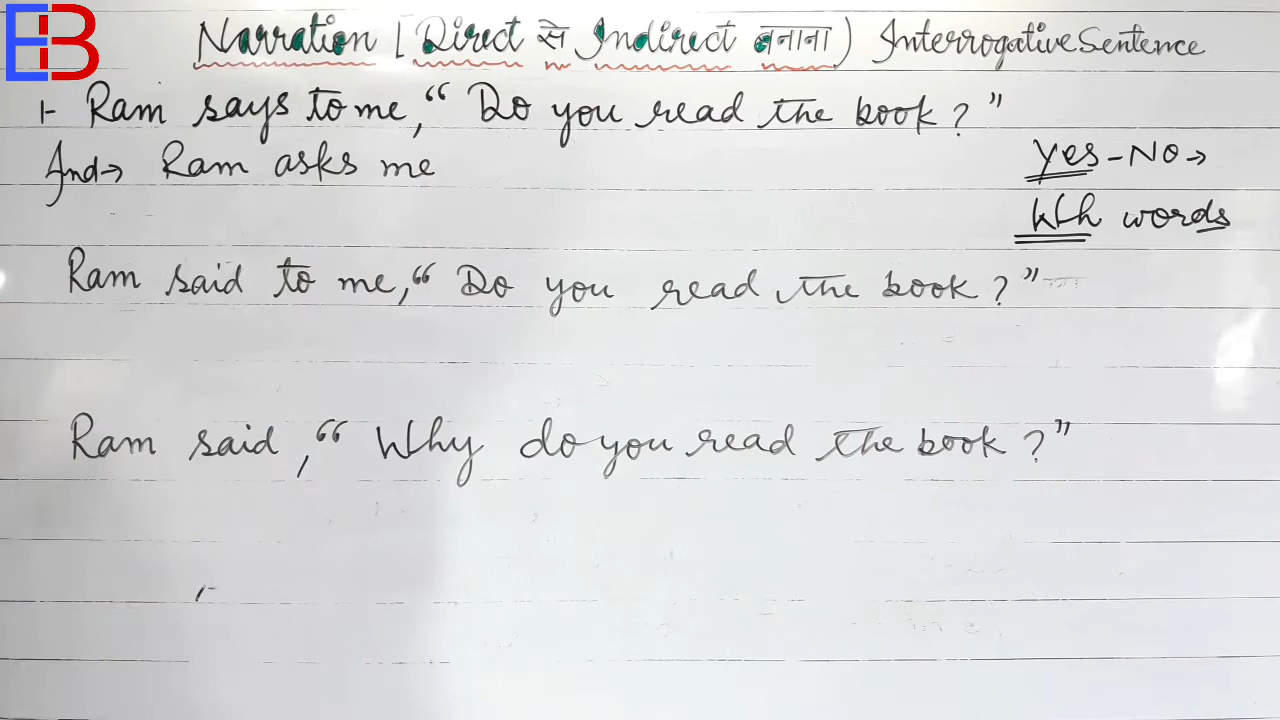 EB
Narration [Direct से Indirect बनाना) Interrogative Sentence
1- Ram says to me, “Do you read the book?”
Ind→ Ram asks me
Yes-No→
Wh words
Ram said to me, “Do you read the book?”
Ram said, “Why do you read the book?”